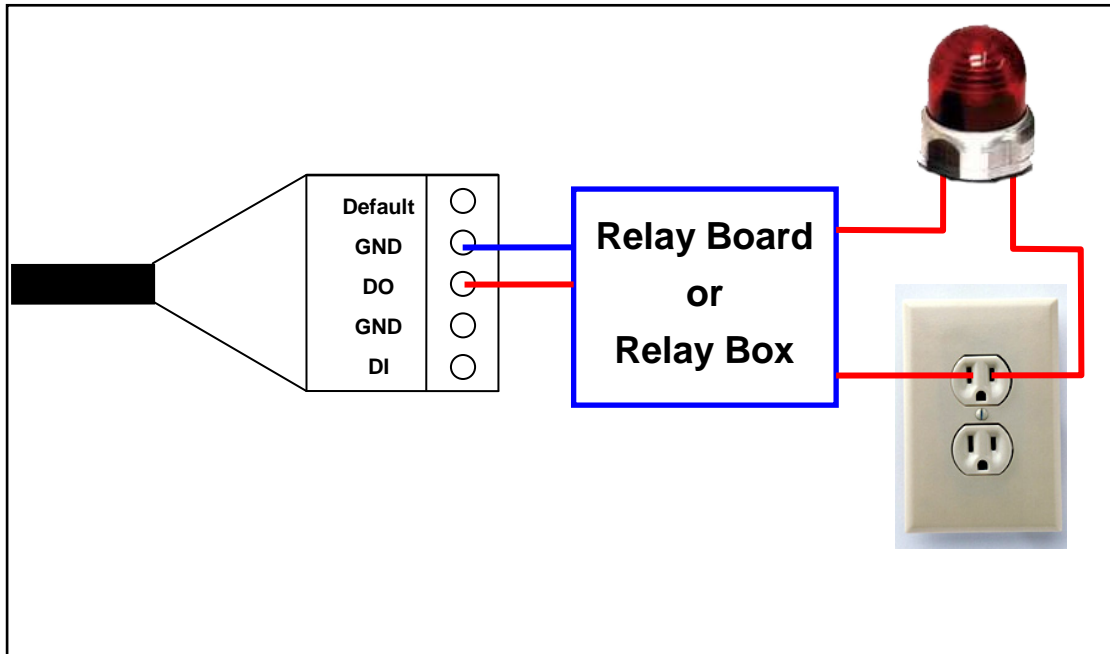 Default
GND
DO
GND
DI
Relay Board
or
Relay Box